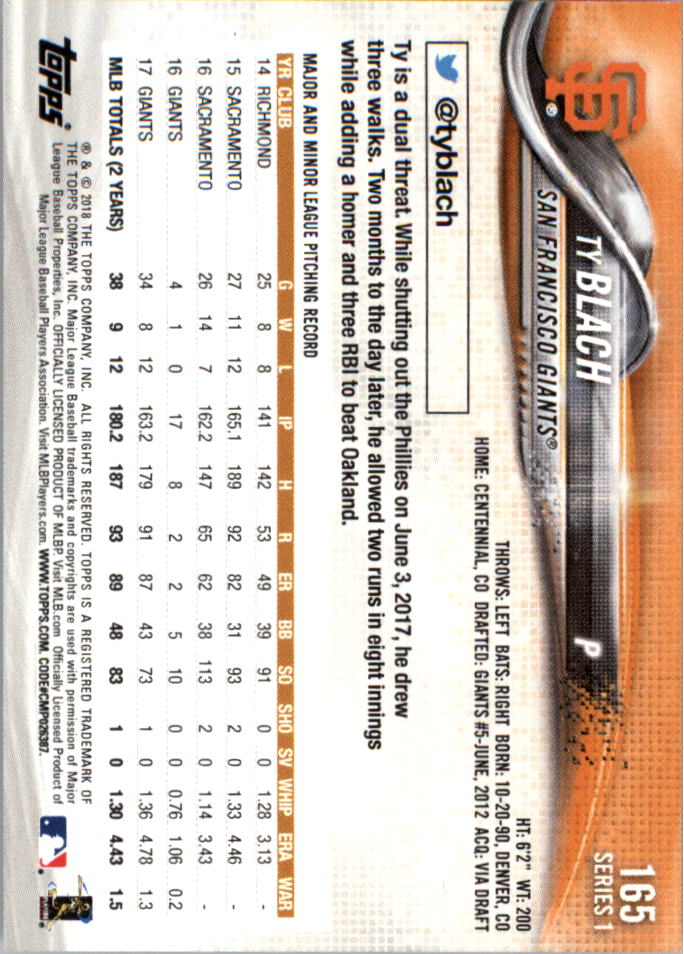 165
SERIES 1
TY BLACH P
SAN FRANCISCO GIANTS®
SF®
HT: 6'2" WT: 200
THROWS: LEFT BATS: RIGHT BORN: 10-20-90, DENVER, CO
HOME: CENTENNIAL, CO DRAFTED: GIANTS #5-JUNE, 2012 ACQ: VIA DRAFT
@tyblach
Ty is a dual threat. While shutting out the Phillies on June 3, 2017, he drew
three walks. Two months to the day later, he allowed two runs in eight innings
while adding a homer and three RBI to beat Oakland.
MAJOR AND MINOR LEAGUE PITCHING RECORD
YR CLUB G W L IP H R ER BB SO SHO SV WHIP ERA WAR
14 RICHMOND 25 8 8 141 142 53 49 39 91 0 0 1.28 3.13 -
15 SACRAMENTO 27 11 12 165.1 189 92 82 31 93 2 0 1.33 4.46 -
16 SACRAMENTO 26 14 7 162.2 147 65 62 38 113 2 0 1.14 3.43 -
16 GIANTS 4 1 0 17 8 2 2 5 10 0 0 0.76 1.06 0.2
17 GIANTS 34 8 12 163.2 179 91 87 43 73 1 0 1.36 4.78 1.3
MLB TOTALS (2 YEARS) 38 9 12 180.2 187 93 89 48 83 1 0 1.30 4.43 1.5
topps®
® & © 2018 THE TOPPS COMPANY, INC. ALL RIGHTS RESERVED. TOPPS IS A REGISTERED TRADEMARK OF
THE TOPPS COMPANY, INC. Major League Baseball trademarks and copyrights are used with permission of Major
League Baseball Properties, Inc. OFFICIALLY LICENSED PRODUCT OF MLBP. Visit MLB.com Officially Licensed Product of
Major League Baseball Players Association. Visit MLBPlayers.com. WWW.TOPPS.COM. CODE#CMP026387.